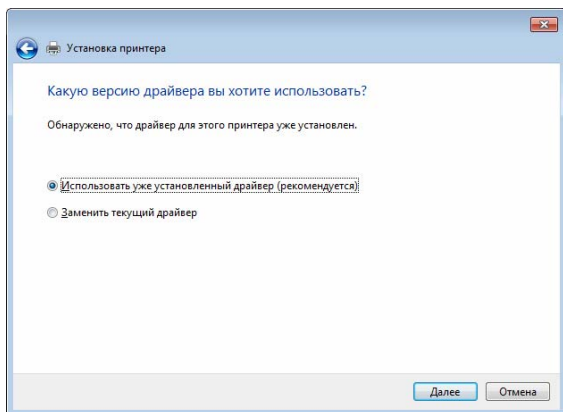 Установка принтера
Какую версию драйвера вы хотите использовать?
Обнаружено, что драйвер для этого принтера уже установлен.
Использовать уже установленный драйвер (рекомендуется)
Заменить текущий драйвер
Далее
Отмена